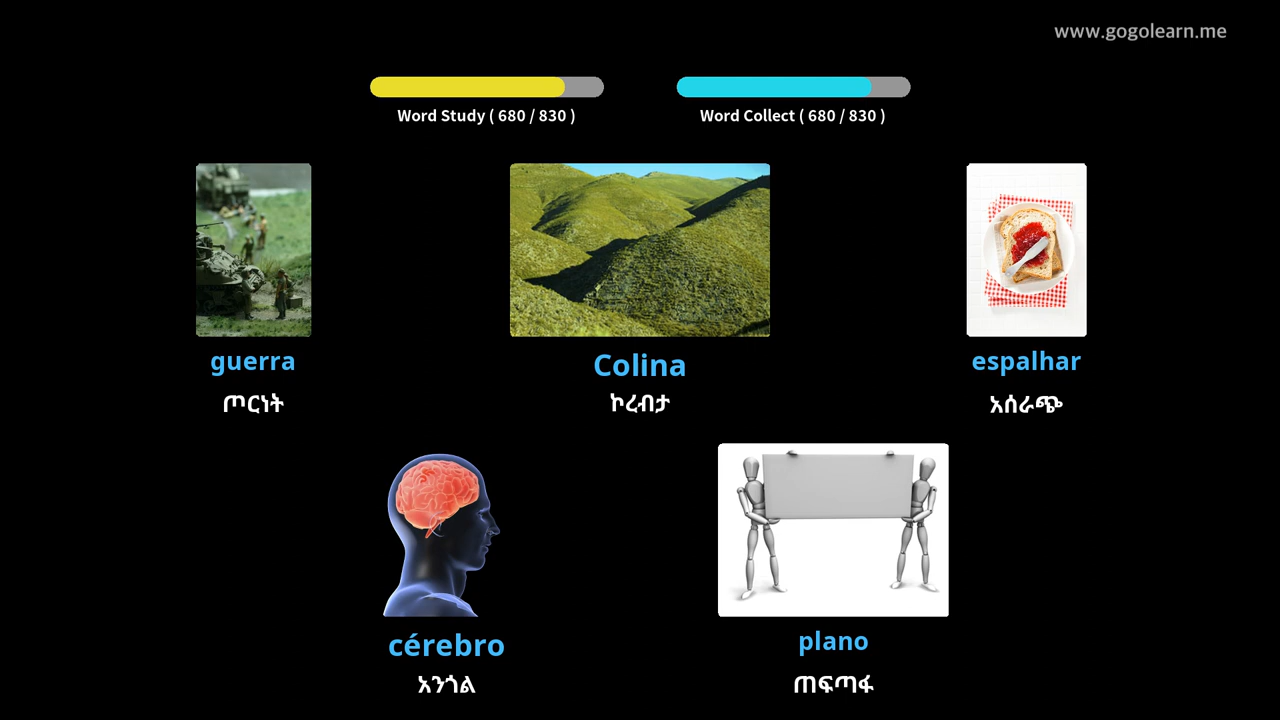 www.gogolearn.me
Word Study ( 680 / 830 )
Word Collect ( 680 / 830 )
guerra
Colina
espalhar
ጦርነት
ኮረብታ
አሰራጭ
cérebro
plano
አንጎል
ጠፍጣፋ